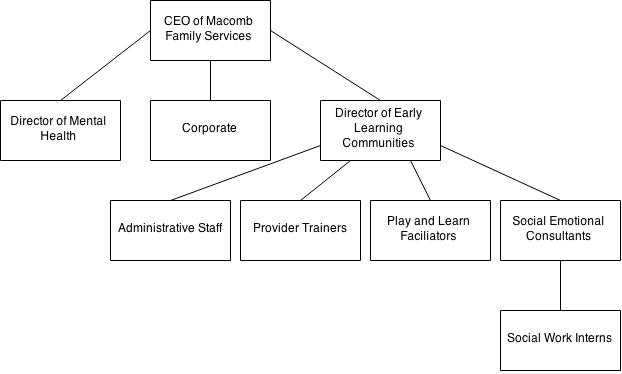 CEO of Macomb
Family Services
Director of Mental
Health
Corporate
Director of Early
Learning
Communities
Administrative Staff
Provider Trainers
Play and Learn
Faciliators
Social Emotional
Consultants
Social Work Interns